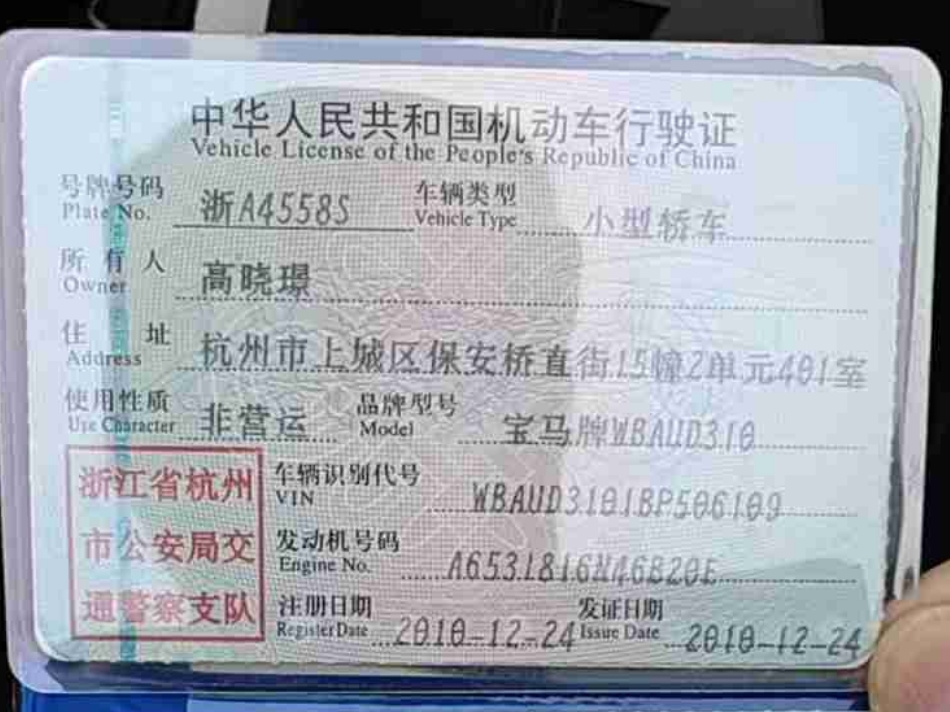 中华人民共和国机动车行驶证
Vehicle License of the People's Republic of China
号牌号码 浙A4558S 车辆类型 小型轿车
Plate No. Vehicle Type
所有人 高晓璟
Owner
住址 杭州市上城区保安桥直街15幢2单元401室
Address
使用性质 非营运 品牌型号 宝马牌WBAUD310
Use Character Model
浙江省杭州
市公安局交
通警察支队
车辆识别代号 WBAUD3101BP506109
VIN
发动机号码 A6531816N46B20E
Engine No.
注册日期 2010-12-24 发证日期 2010-12-24
Register Date Issue Date